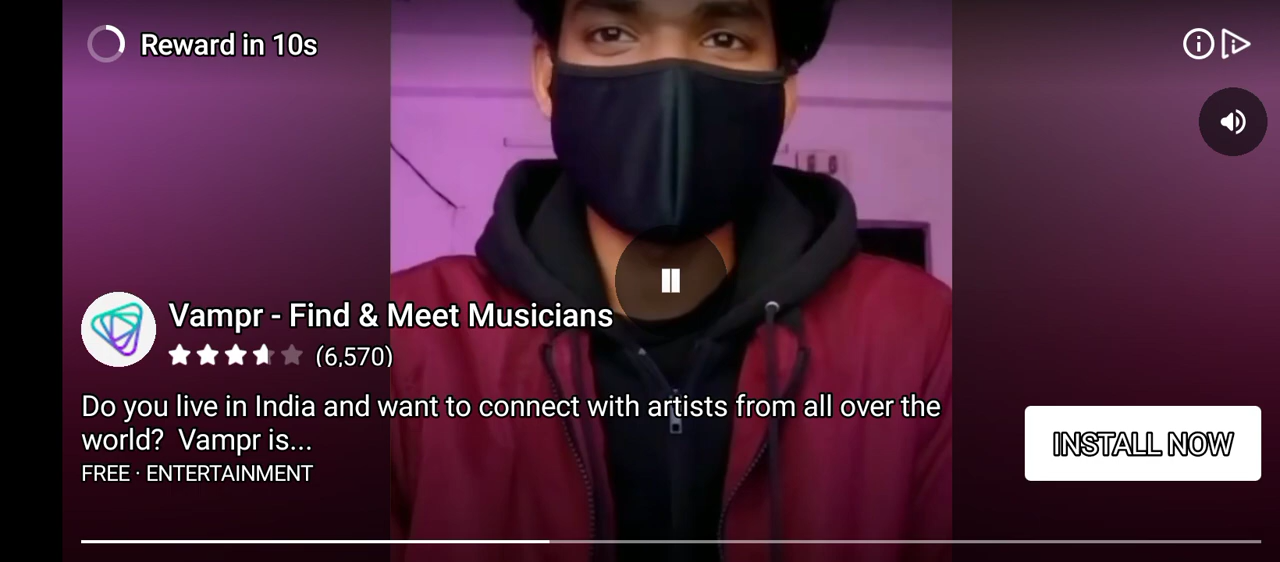 Reward in 10s
Vampr - Find & Meet Musicians
(6,570)
Do you live in India and want to connect with artists from all over the
world?  Vampr is...
FREE · ENTERTAINMENT
INSTALL NOW